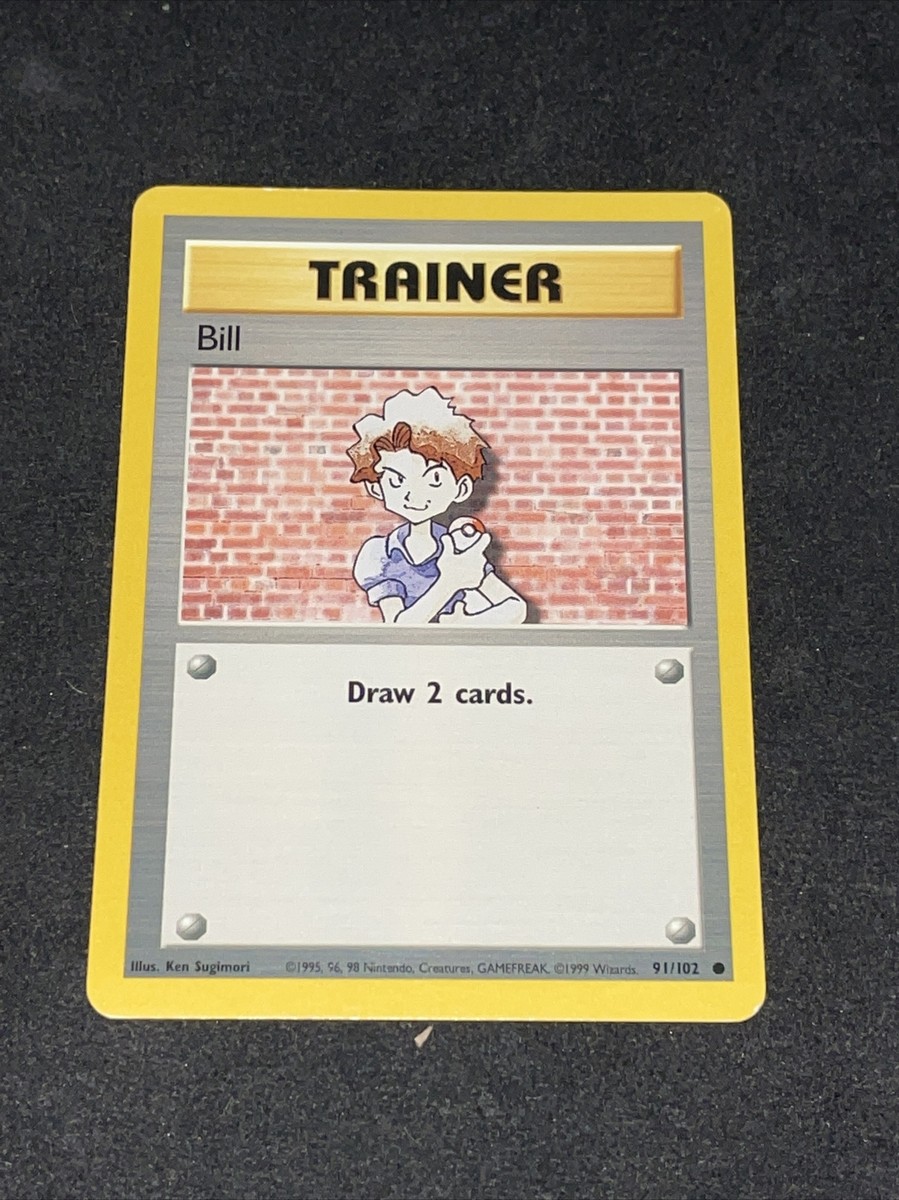 TRAINER
Bill
Draw 2 cards.
Illus. Ken Sugimori ©1995, 96, 98 Nintendo, Creatures, GAMEFREAK. ©1999 Wizards. 91/102 ●